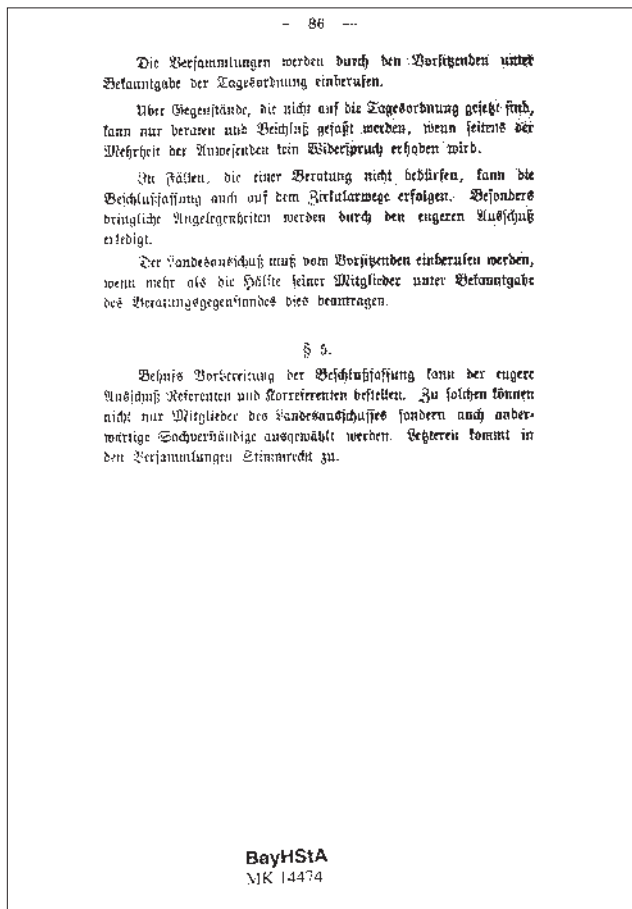 – 86 —
Die Versammlungen werden durch den Vorsitzenden unter
Bekanntgabe der Tagesordnung einberufen.
Über Gegenstände, die nicht auf die Tagesordnung gesetzt sind,
kann nur beraten und Beschluß gefaßt werden, wenn seitens der
Mehrheit der Anwesenden kein Widerspruch erhoben wird.
In Fällen, die einer Beratung nicht bedürfen, kann die
Beschlußfassung auch auf dem Zirkularwege erfolgen. Besonders
dringliche Angelegenheiten werden durch den engeren Ausschuß
erledigt.
Der Landesausschuß muß vom Vorsitzenden einberufen werden,
wenn mehr als die Hälfte seiner Mitglieder unter Bekanntgabe
des Beratungsgegenstandes dies beantragen.
§ 5.
Behufs Vorbereitung der Beschlußfassung kann der engere
Ausschuß Referenten und Korreferenten bestellen. Zu solchen können
nicht nur Mitglieder des Landesausschusses sondern auch ander-
wärtige Sachverständige ausgewählt werden. Letzteren kommt in
den Versammlungen Stimmrecht zu.
BayHStA
MK 14474